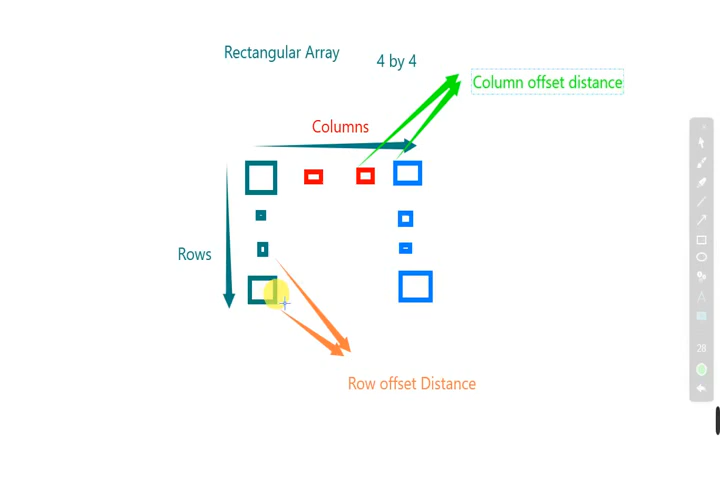 Rectangular Array
4 by 4
Column offset distance
Columns
Rows
Row offset Distance
28